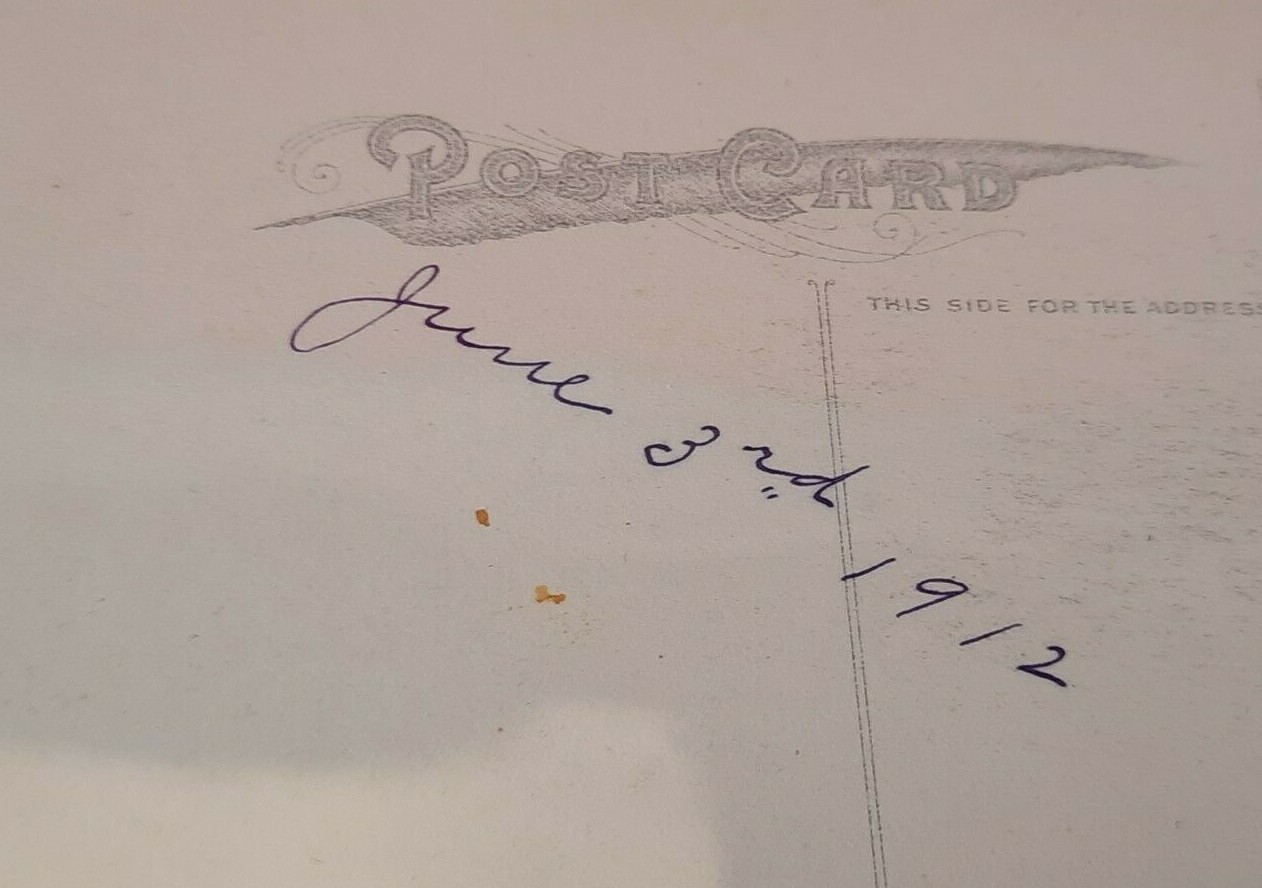 POST CARD
THIS SIDE FOR THE ADDRESS
June 3rd 1912